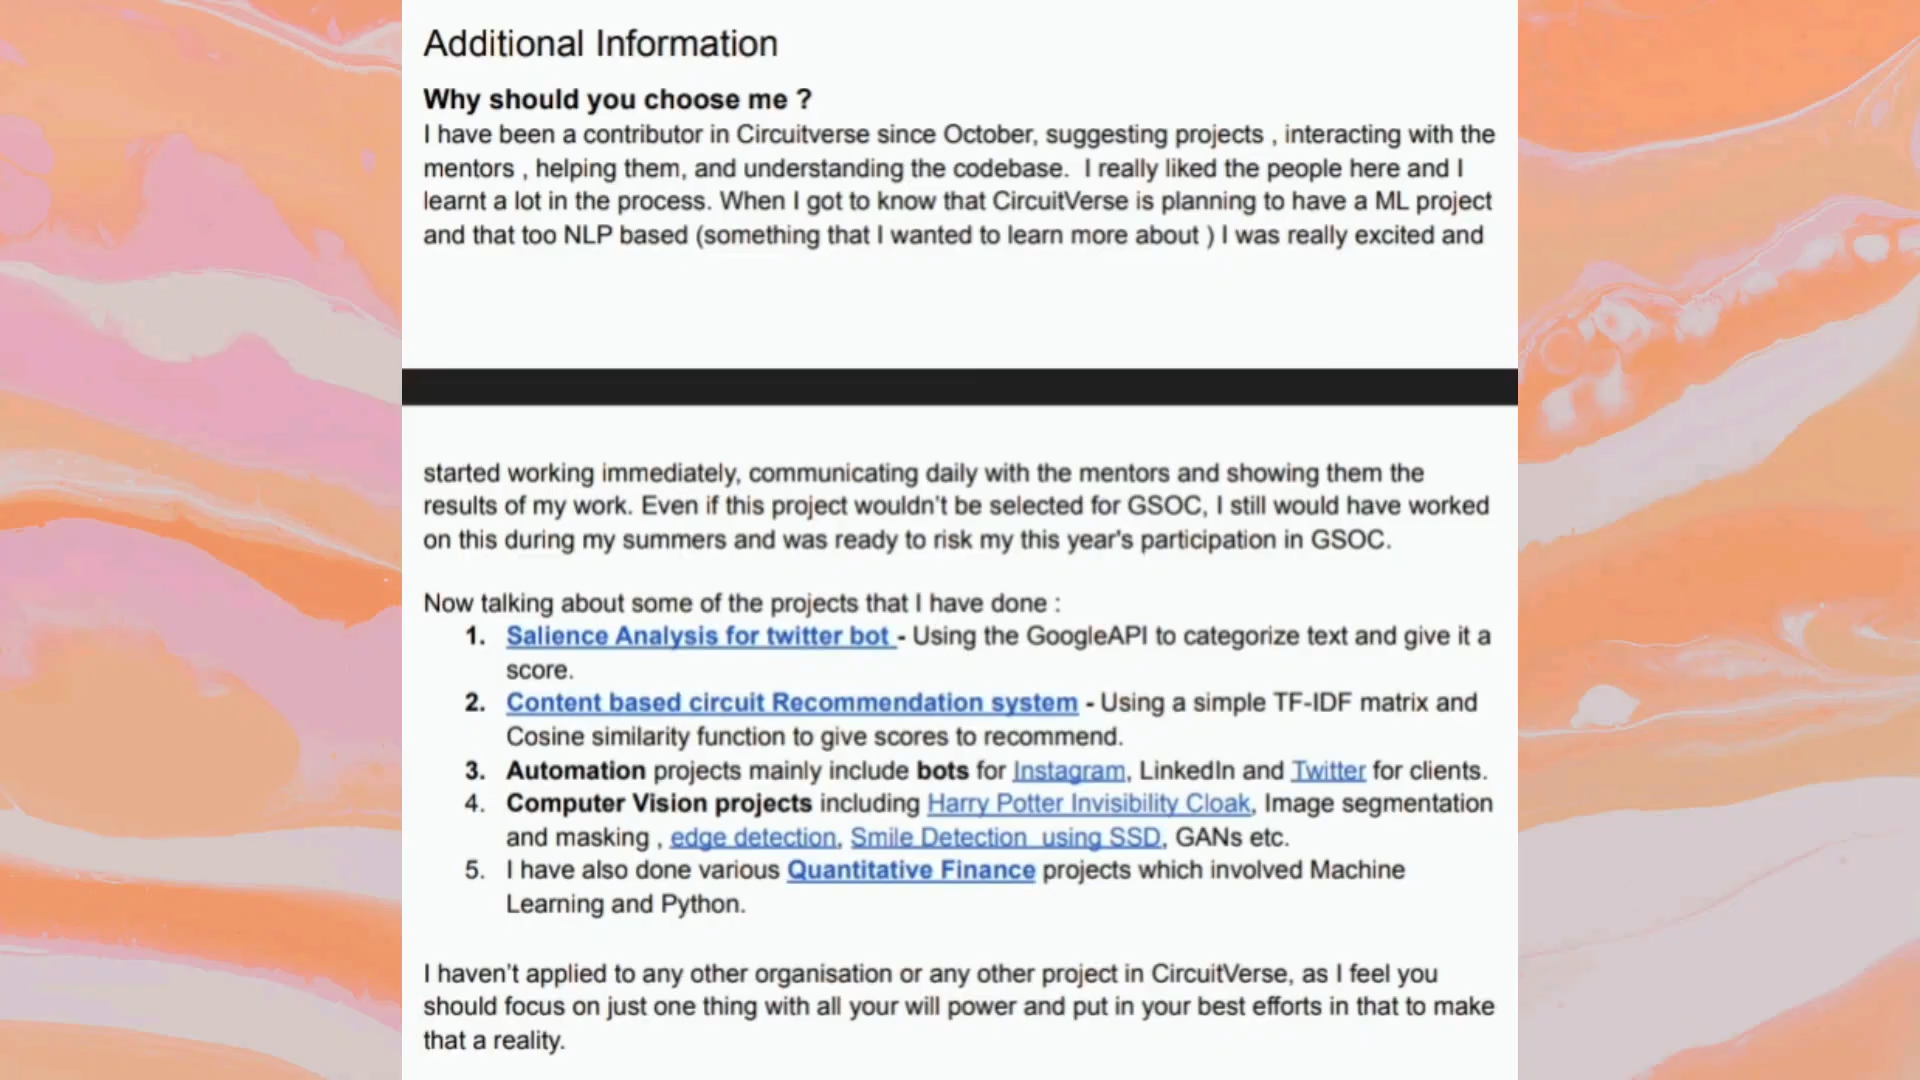 Additional Information
Why should you choose me ?
I have been a contributor in Circuitverse since October, suggesting projects , interacting with the
mentors , helping them, and understanding the codebase.  I really liked the people here and I
learnt a lot in the process. When I got to know that CircuitVerse is planning to have a ML project
and that too NLP based (something that I wanted to learn more about ) I was really excited and
started working immediately, communicating daily with the mentors and showing them the
results of my work. Even if this project wouldn't be selected for GSOC, I still would have worked
on this during my summers and was ready to risk my this year's participation in GSOC.
Now talking about some of the projects that I have done :
1. Salience Analysis for twitter bot - Using the GoogleAPI to categorize text and give it a
score.
2. Content based circuit Recommendation system - Using a simple TF-IDF matrix and
Cosine similarity function to give scores to recommend.
3. Automation projects mainly include bots for Instagram, LinkedIn and Twitter for clients.
4. Computer Vision projects including Harry Potter Invisibility Cloak, Image segmentation
and masking , edge detection, Smile Detection  using SSD, GANs etc.
5. I have also done various Quantitative Finance projects which involved Machine
Learning and Python.
I haven't applied to any other organisation or any other project in CircuitVerse, as I feel you
should focus on just one thing with all your will power and put in your best efforts in that to make
that a reality.